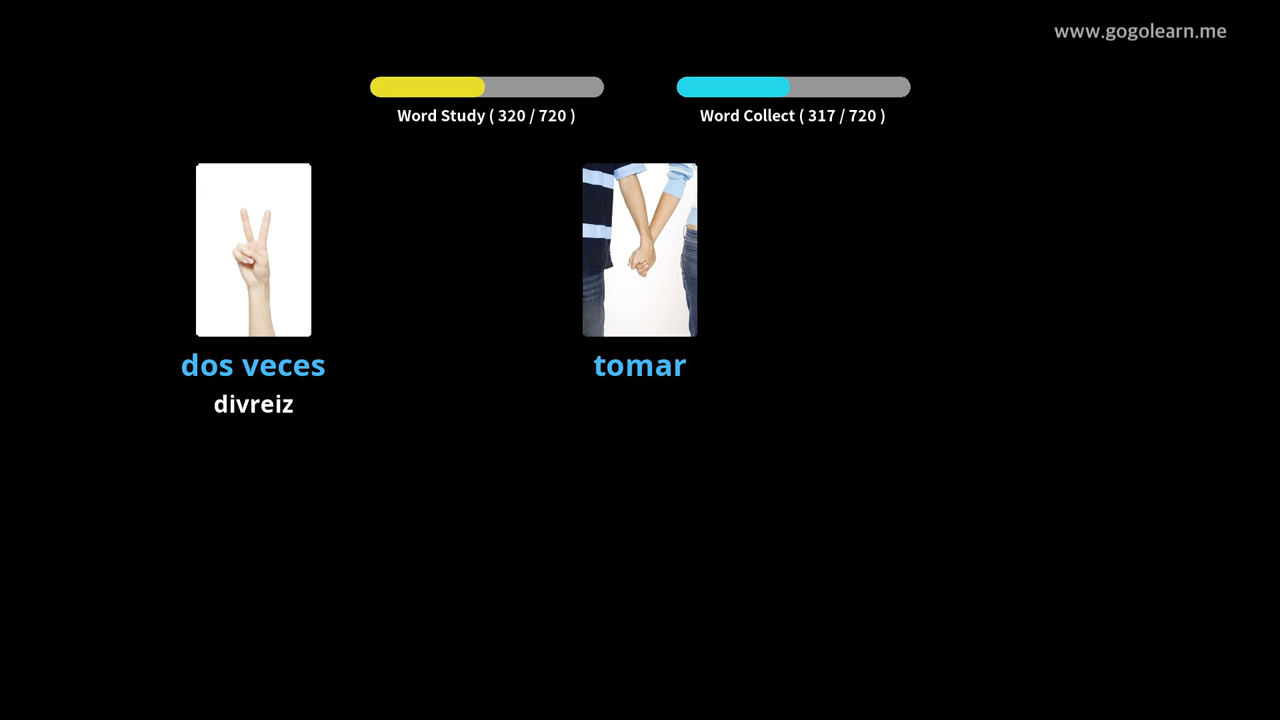 www.gogolearn.me
Word Study ( 320 / 720 )
Word Collect ( 317 / 720 )
dos veces
tomar
divreiz